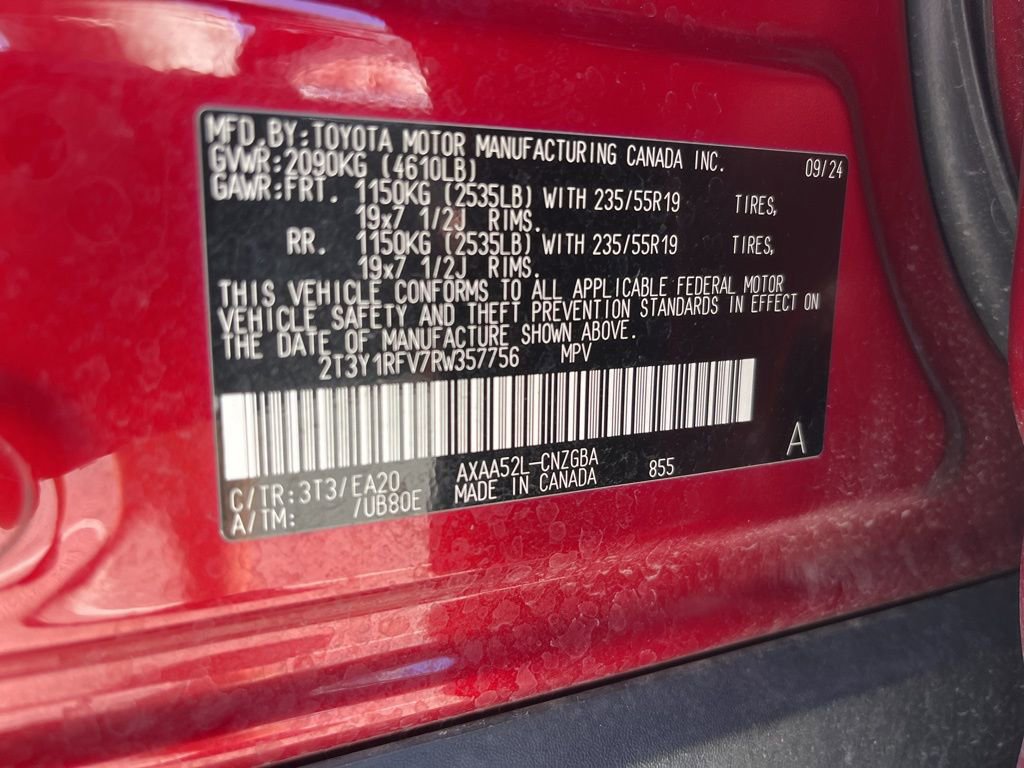 MFD.BY:TOYOTA MOTOR MANUFACTURING CANADA INC. 09/24
GVWR:2090KG (4610LB)
GAWR:FRT. 1150KG (2535LB) WITH 235/55R19 TIRES,
19x7 1/2J RIMS.
RR. 1150KG (2535LB) WITH 235/55R19 TIRES,
19x7 1/2J RIMS.
THIS VEHICLE CONFORMS TO ALL APPLICABLE FEDERAL MOTOR
VEHICLE SAFETY AND THEFT PREVENTION STANDARDS IN EFFECT ON
THE DATE OF MANUFACTURE SHOWN ABOVE.
2T3Y1RFV7RW357756 MPV
C/TR:3T3/EA20 AXAA52L-CNZGBA 855 A
A/TM: /UB80E MADE IN CANADA